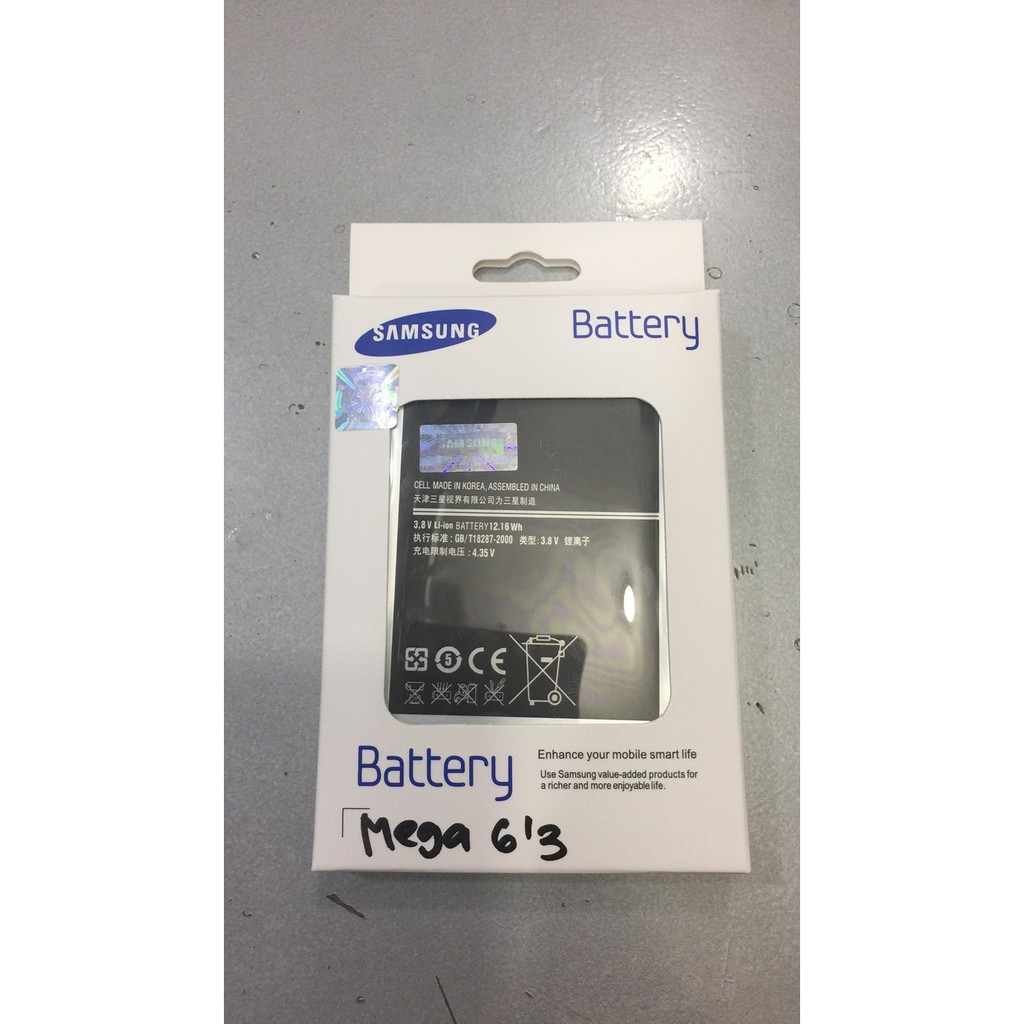 SAMSUNG
Battery
SAMSUNG
CELL MADE IN KOREA, ASSEMBLED IN CHINA
天津三星视界有限公司为三星制造
3,8 V Li-ion BATTERY12.16 Wh
执行标准 : GB/T18287-2000 类型: 3.8 V 锂离子
充电限制电压 : 4.35 V
5
CE
Battery
Enhance your mobile smart life
Use Samsung value-added products for
a richer and more enjoyable life.
Mega 6'3